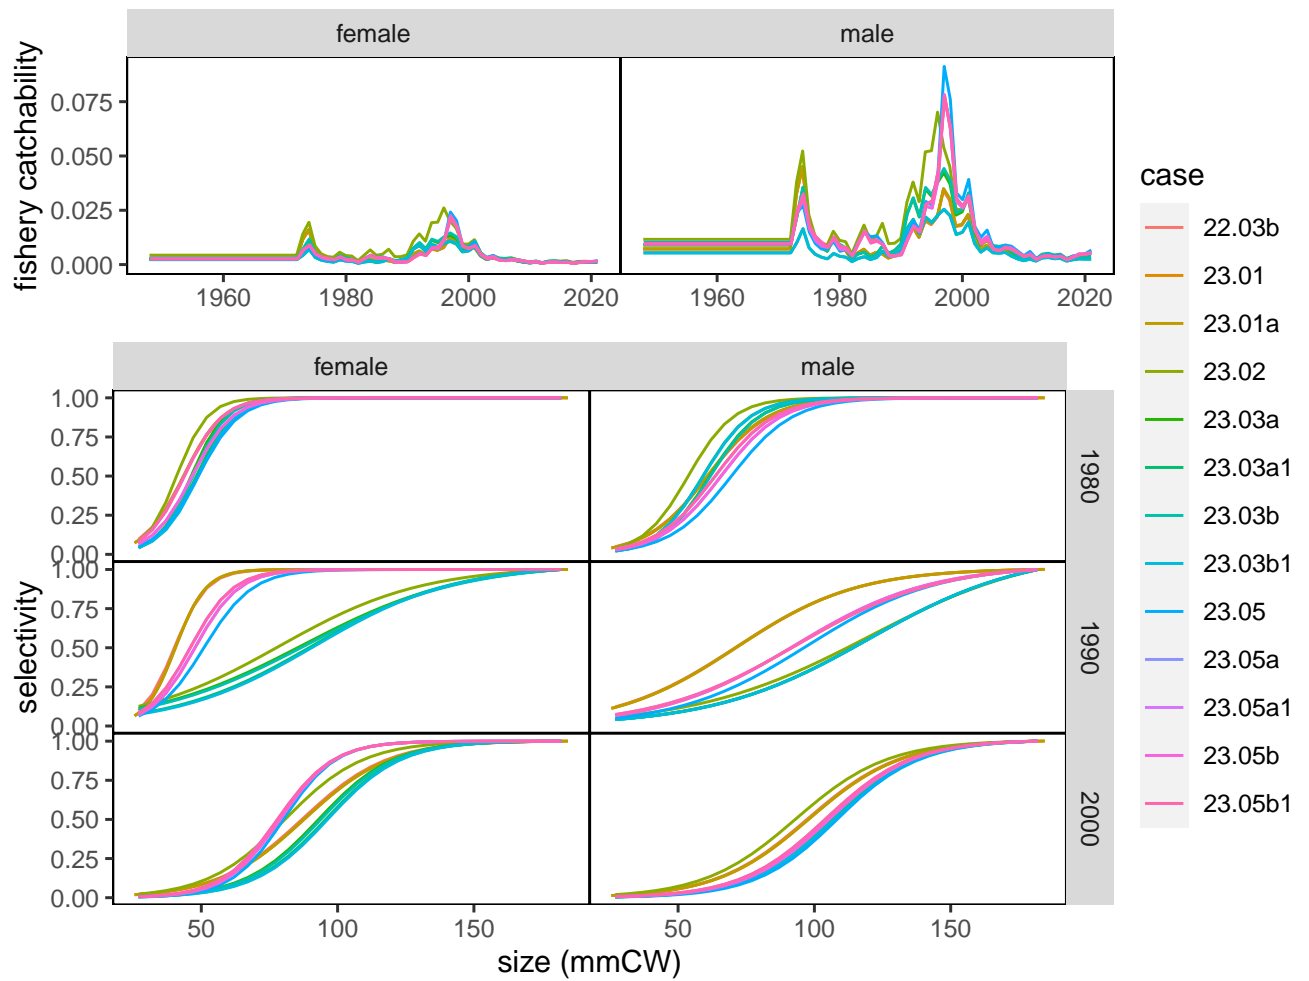 female male
fishery catchability
0.075
0.050
0.025
0.000
1960 1980 2000 2020 1960 1980 2000 2020
female male
selectivity
1.00
0.75
0.50
0.25
0.00
1980
1.00
0.75
0.50
0.25
0.00
1990
1.00
0.75
0.50
0.25
0.00
2000
50 100 150 50 100 150
size (mmCW)
case
22.03b
23.01
23.01a
23.02
23.03a
23.03a1
23.03b
23.03b1
23.05
23.05a
23.05a1
23.05b
23.05b1